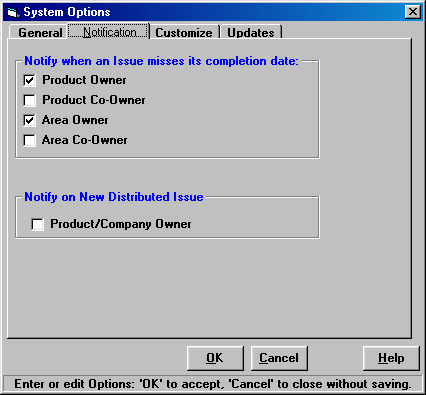 System Options
General Notification Customize Updates
Notify when an Issue misses its completion date:
Product Owner
Product Co-Owner
Area Owner
Area Co-Owner
Notify on New Distributed Issue
Product/Company Owner
OK Cancel Help
Enter or edit Options: 'OK' to accept, 'Cancel' to close without saving.